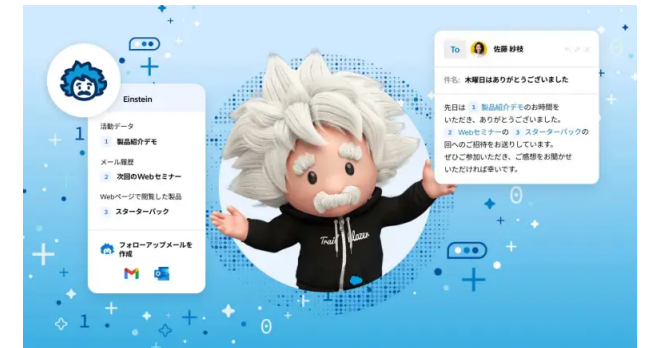 Einstein
活動データ
1 製品紹介デモ
メール履歴
2 次回のWebセミナー
Webページで閲覧した製品
3 スターターパック
フォローアップメールを
作成
Trailblazer
To 佐藤 紗枝
件名: 木曜日はありがとうございました
先日は 1 製品紹介デモのお時間を
いただき、ありがとうございました。
2 Webセミナーの 3 スターターパックの
回へのご招待をお送りしています。
ぜひご参加いただき、ご感想をお聞かせ
いただければ幸いです。
1
1
0
0